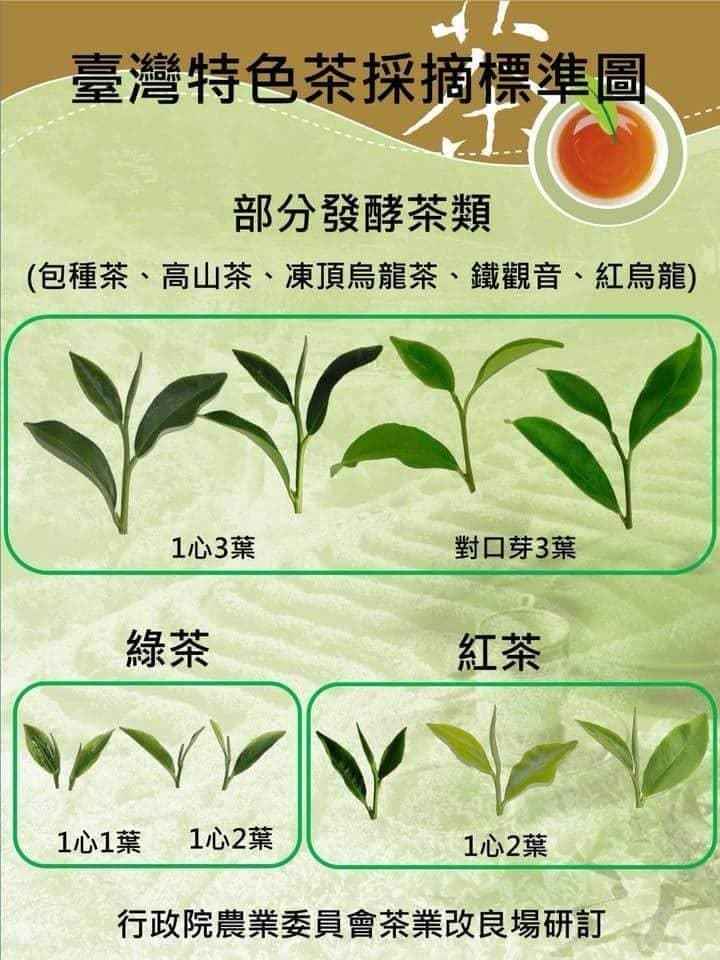 茶
臺灣特色茶採摘標準圖
部分發酵茶類
(包種茶、高山茶、凍頂烏龍茶、鐵觀音、紅烏龍)
1心3葉
對口芽3葉
綠茶
紅茶
1心1葉
1心2葉
1心2葉
行政院農業委員會茶業改良場研訂